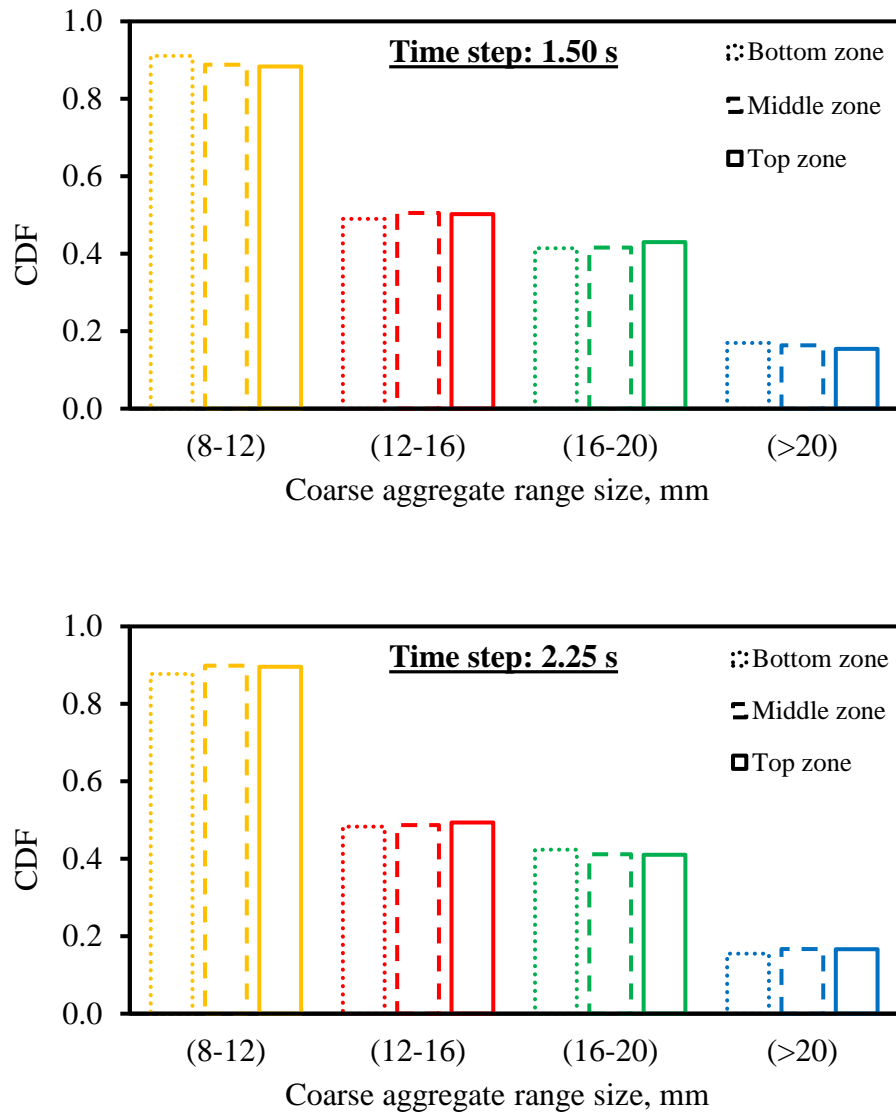 1.0
0.8
0.6
0.4
0.2
0.0
CDF
Time step: 1.50 s
Bottom zone
Middle zone
Top zone
(8-12) (12-16) (16-20) (>20)
Coarse aggregate range size, mm
1.0
0.8
0.6
0.4
0.2
0.0
CDF
Time step: 2.25 s
Bottom zone
Middle zone
Top zone
(8-12) (12-16) (16-20) (>20)
Coarse aggregate range size, mm